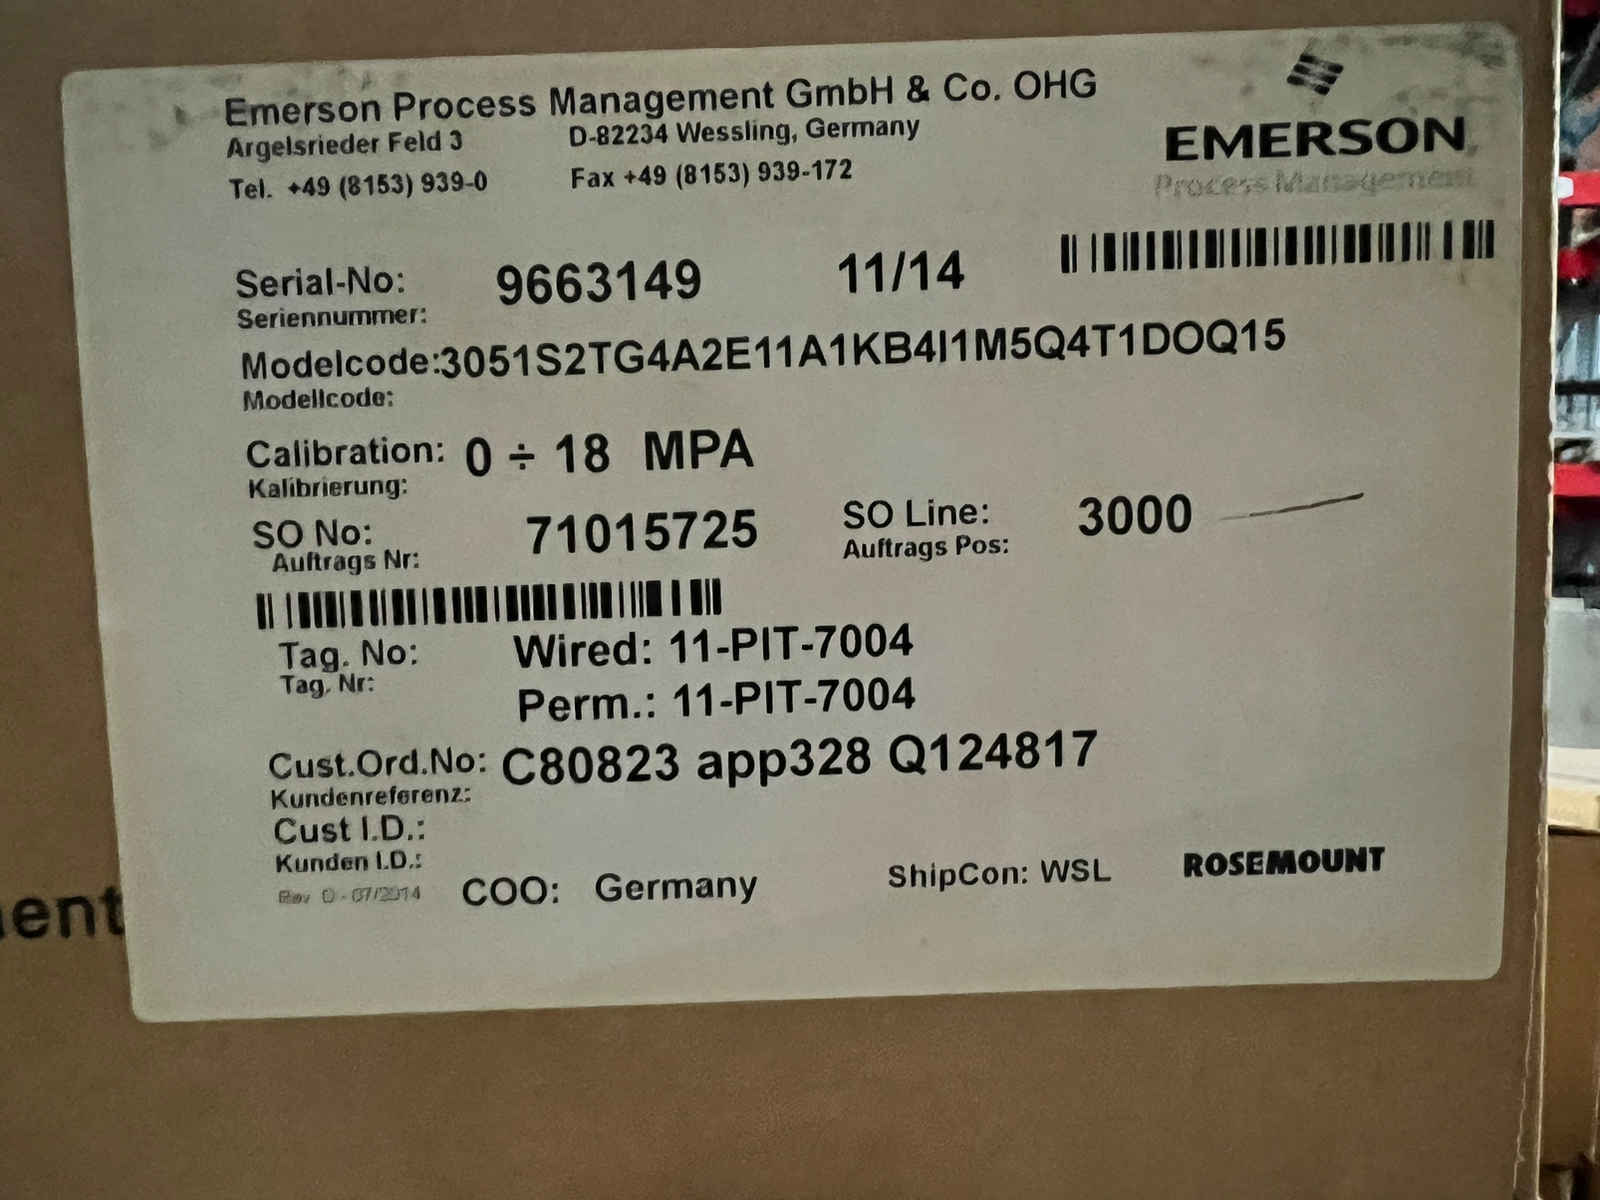 Emerson Process Management GmbH & Co. OHG
Argelsrieder Feld 3 D-82234 Wessling, Germany
Tel. +49 (8153) 939-0 Fax +49 (8153) 939-172
EMERSON
Process Management
Serial-No: 9663149 11/14
Seriennummer:
Modelcode:3051S2TG4A2E11A1KB4I1M5Q4T1DOQ15
Modellcode:
Calibration: 0 ÷ 18 MPA
Kalibrierung:
SO No: 71015725 SO Line: 3000
Auftrags Nr: Auftrags Pos:
Tag. No: Wired: 11-PIT-7004
Tag. Nr:
Perm.: 11-PIT-7004
Cust.Ord.No: C80823 app328 Q124817
Kundenreferenz:
Cust I.D.:
Kunden I.D.:
Rev 0 - 07/2014 COO: Germany ShipCon: WSL ROSEMOUNT